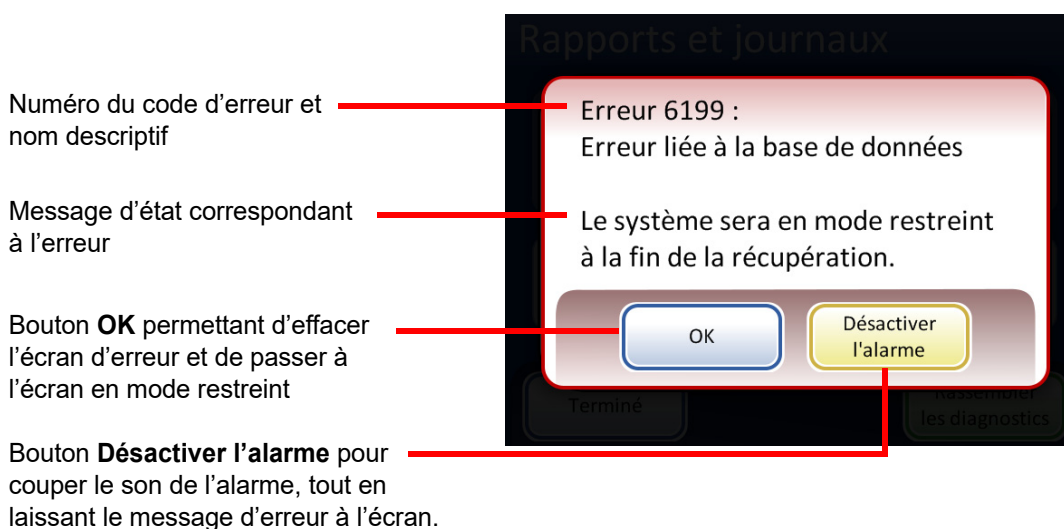 Rapports et journaux
Numéro du code d'erreur et
nom descriptif
Erreur 6199 :
Erreur liée à la base de données
Message d'état correspondant
à l'erreur
Le système sera en mode restreint
à la fin de la récupération.
Bouton OK permettant d'effacer
l'écran d'erreur et de passer à
l'écran en mode restreint
OK
Désactiver
l'alarme
Terminé
Rassembler
les diagnostics
Bouton Désactiver l'alarme pour
couper le son de l'alarme, tout en
laissant le message d'erreur à l'écran.